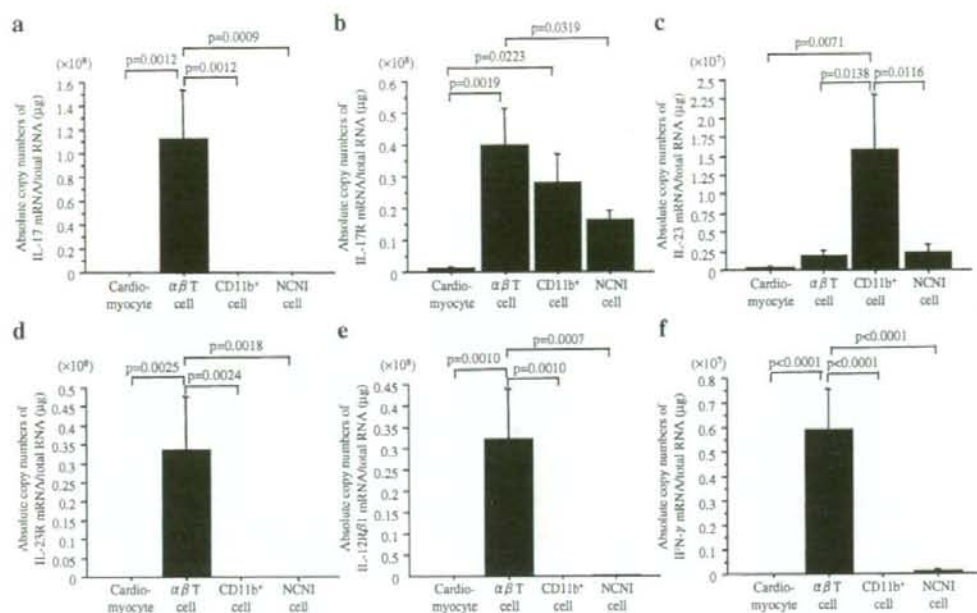 a
p=0.0009
(×10⁸)
p=0.0012
p=0.0012
Absolute copy numbers of
IL-17 mRNA/total RNA (μg)
1.6
1.4
1.2
1.0
0.8
0.6
0.4
0.2
0
Cardio-
myocyte
αβ T
cell
CD11b⁺
cell
NCNI
cell
b
p=0.0319
(×10⁸)
p=0.0223
p=0.0019
Absolute copy numbers of
IL-17R mRNA/total RNA (μg)
0.6
0.5
0.4
0.3
0.2
0.1
0
Cardio-
myocyte
αβ T
cell
CD11b⁺
cell
NCNI
cell
c
p=0.0071
(×10⁷)
p=0.0138
p=0.0116
Absolute copy numbers of
IL-23 mRNA/total RNA (μg)
2.5
2.25
1.75
1.5
1.25
0.75
0.5
0.25
0
Cardio-
myocyte
αβ T
cell
CD11b⁺
cell
NCNI
cell
d
p=0.0018
(×10⁸)
p=0.0025
p=0.0024
Absolute copy numbers of
IL-23R mRNA/total RNA (μg)
0.5
0.45
0.4
0.35
0.3
0.25
0.2
0.15
0.1
0.05
0
Cardio-
myocyte
αβ T
cell
CD11b⁺
cell
NCNI
cell
e
p=0.0007
(×10⁸)
p=0.0010
p=0.0010
Absolute copy numbers of
IL-12Rβ1 mRNA/total RNA (μg)
0.45
0.4
0.35
0.3
0.25
0.2
0.15
0.1
0.05
0
Cardio-
myocyte
αβ T
cell
CD11b⁺
cell
NCNI
cell
f
p<0.0001
(×10⁷)
p<0.0001
p<0.0001
Absolute copy numbers of
IFN-γ mRNA/total RNA (μg)
0.8
0.7
0.6
0.5
0.4
0.3
0.2
0.1
0
Cardio-
myocyte
αβ T
cell
CD11b⁺
cell
NCNI
cell